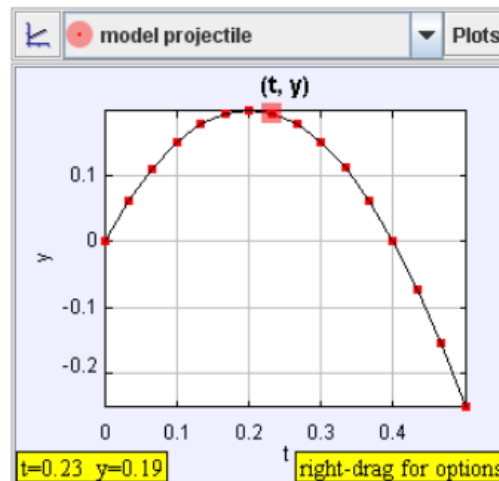 model projectile
Plots
(t, y)
0.1
0
-0.1
-0.2
y
0 0.1 0.2 0.3 0.4
t
t=0.23 y=0.19
right-drag for options